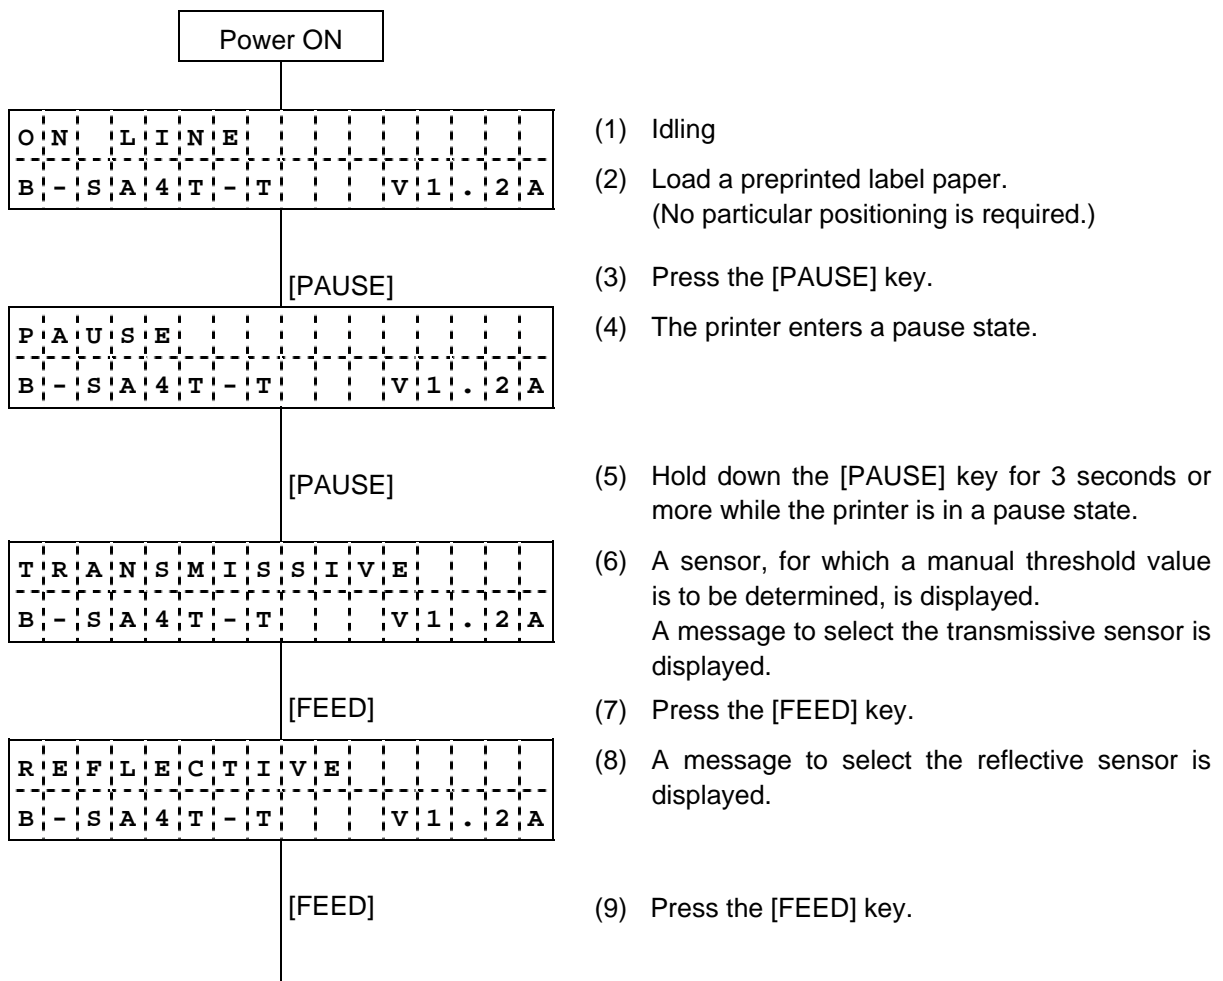 Power ON
ON LINE
B-SA4T-T V1.2A
(1) Idling
(2) Load a preprinted label paper.
(No particular positioning is required.)
[PAUSE]
(3) Press the [PAUSE] key.
PAUSE
B-SA4T-T V1.2A
(4) The printer enters a pause state.
[PAUSE]
(5) Hold down the [PAUSE] key for 3 seconds or
more while the printer is in a pause state.
TRANSMISSIVE
B-SA4T-T V1.2A
(6) A sensor, for which a manual threshold value
is to be determined, is displayed.
A message to select the transmissive sensor is
displayed.
[FEED]
(7) Press the [FEED] key.
REFLECTIVE
B-SA4T-T V1.2A
(8) A message to select the reflective sensor is
displayed.
[FEED]
(9) Press the [FEED] key.